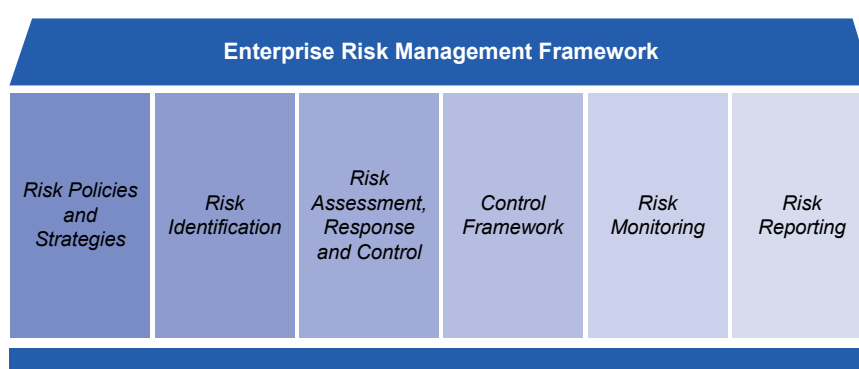 Enterprise Risk Management Framework
Risk Policies
and
Strategies
Risk
Identification
Risk
Assessment,
Response
and Control
Control
Framework
Risk
Monitoring
Risk
Reporting